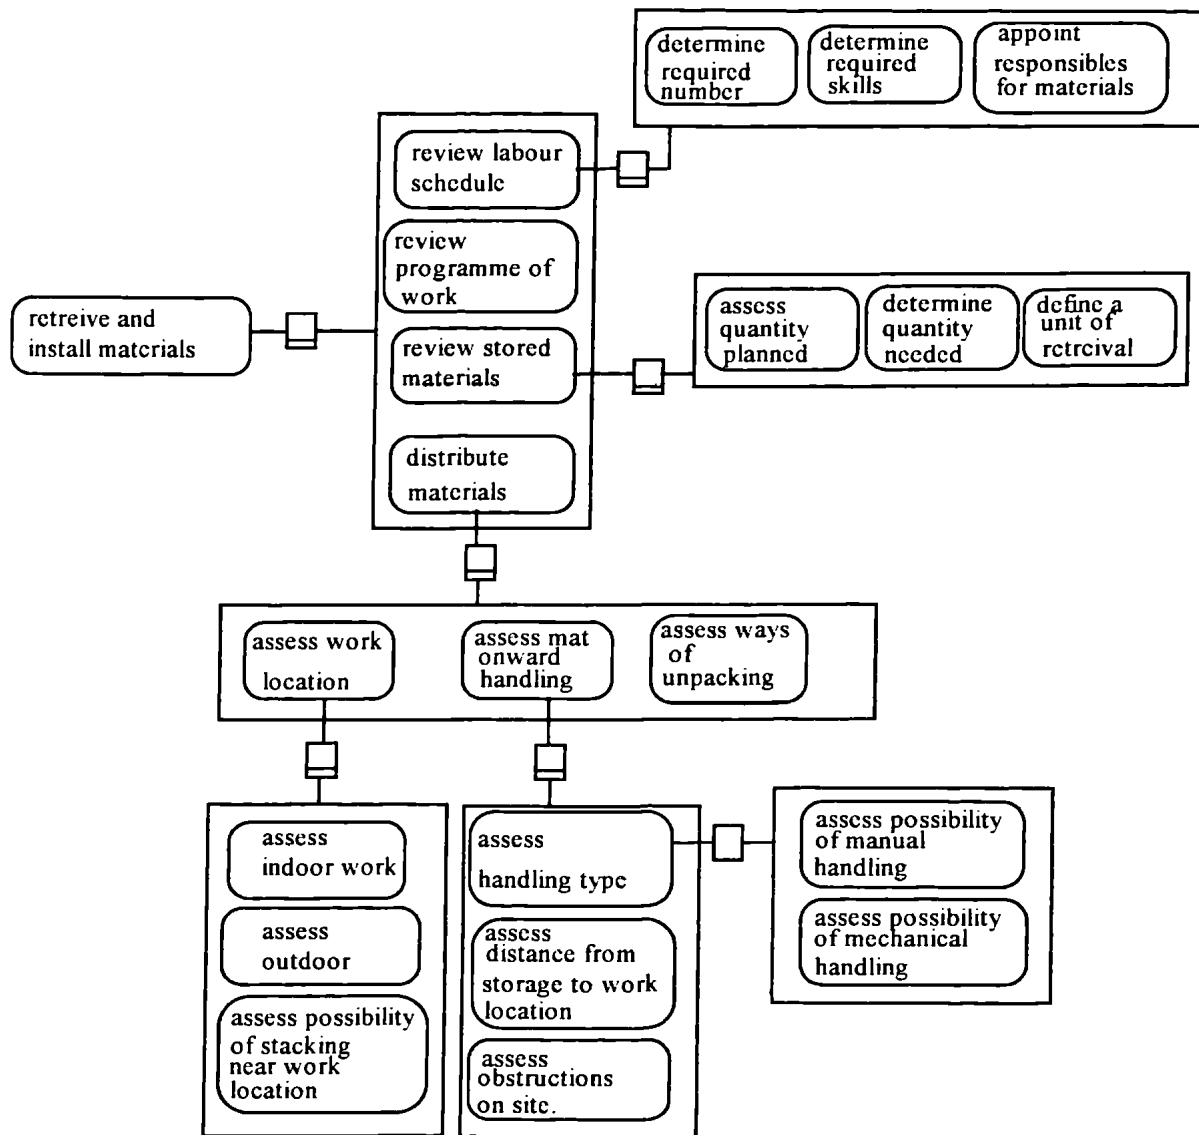 determine
required
number
determine
required
skills
appoint
responsibles
for materials
review labour
schedule
review
programme of
work
retreive and
install materials
review stored
materials
assess
quantity
planned
determine
quantity
needed
define a
unit of
retreival
distribute
materials
assess work
location
assess mat
onward
handling
assess ways
of
unpacking
assess
indoor work
assess
outdoor
assess possibility
of stacking
near work
location
assess
handling type
assess
distance from
storage to work
location
assess
obstructions
on site.
assess possibility
of manual
handling
assess possibility
of mechanical
handling